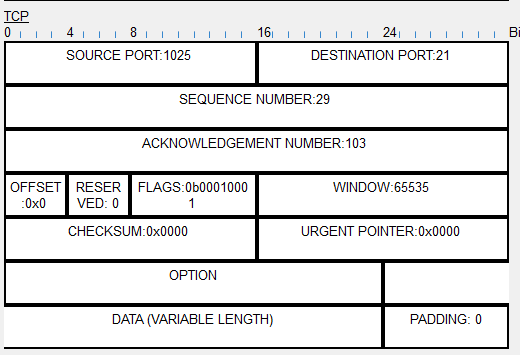 TCP
0 4 8 16 24 Bi
SOURCE PORT:1025 DESTINATION PORT:21
SEQUENCE NUMBER:29
ACKNOWLEDGEMENT NUMBER:103
OFFSET RESER FLAGS:0b0001000 WINDOW:65535
:0x0 VED: 0 1
CHECKSUM:0x0000 URGENT POINTER:0x0000
OPTION
DATA (VARIABLE LENGTH) PADDING: 0